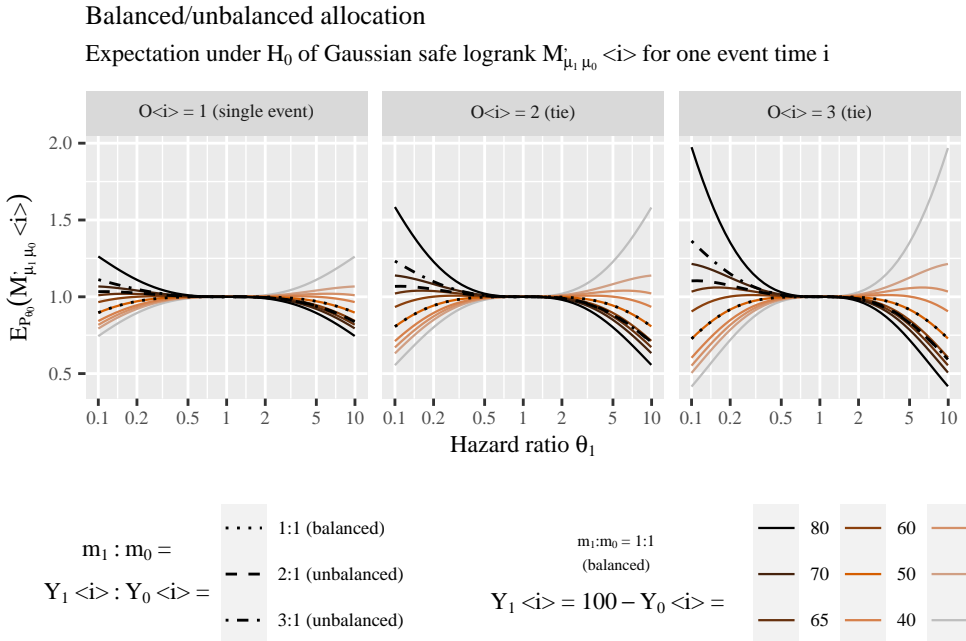 Balanced/unbalanced allocation
Expectation under H₀ of Gaussian safe logrank M'μ₁ μ₀ <i> for one event time i
O<i> = 1 (single event)
O<i> = 2 (tie)
O<i> = 3 (tie)
E_Pθ₀(M'μ₁ μ₀ <i>)
2.0
1.5
1.0
0.5
0.1 0.2 0.5 1 2 5 10
0.1 0.2 0.5 1 2 5 10
0.1 0.2 0.5 1 2 5 10
Hazard ratio θ₁
m₁ : m₀ =
Y₁ <i> : Y₀ <i> =
1:1 (balanced)
2:1 (unbalanced)
3:1 (unbalanced)
m₁:m₀ = 1:1
(balanced)
Y₁ <i> = 100 − Y₀ <i> =
80 60
70 50
65 40